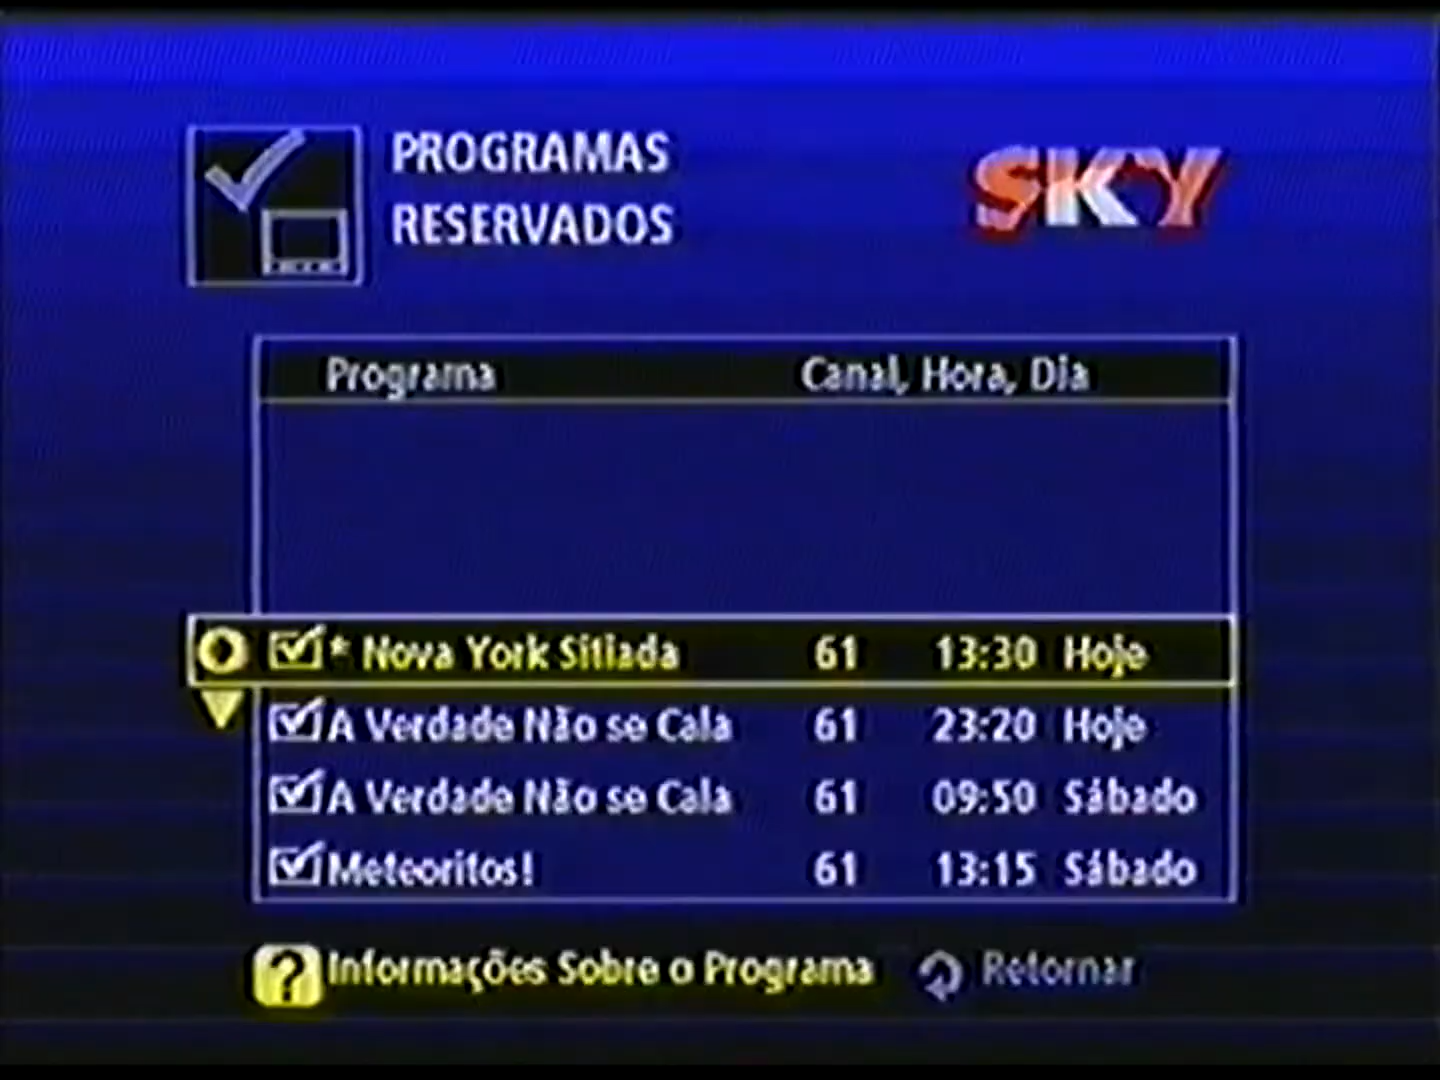 PROGRAMAS
RESERVADOS
SKY
Programa Canal, Hora, Dia
* Nova York Sitiada 61 13:30 Hoje
A Verdade Não se Cala 61 23:20 Hoje
A Verdade Não se Cala 61 09:50 Sábado
Meteoritos! 61 13:15 Sábado
? Informações Sobre o Programa Retornar